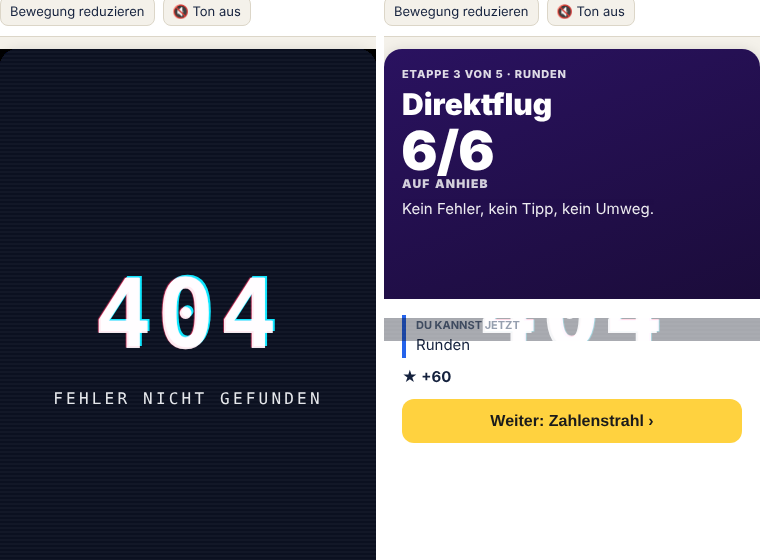 Bewegung reduzieren
🔇 Ton aus
404
FEHLER NICHT GEFUNDEN
Bewegung reduzieren
🔇 Ton aus
ETAPPE 3 VON 5 · RUNDEN
Direktflug
6/6
AUF ANHIEB
Kein Fehler, kein Tipp, kein Umweg.
DU KANNST JETZT
404
Runden
★ +60
Weiter: Zahlenstrahl ›